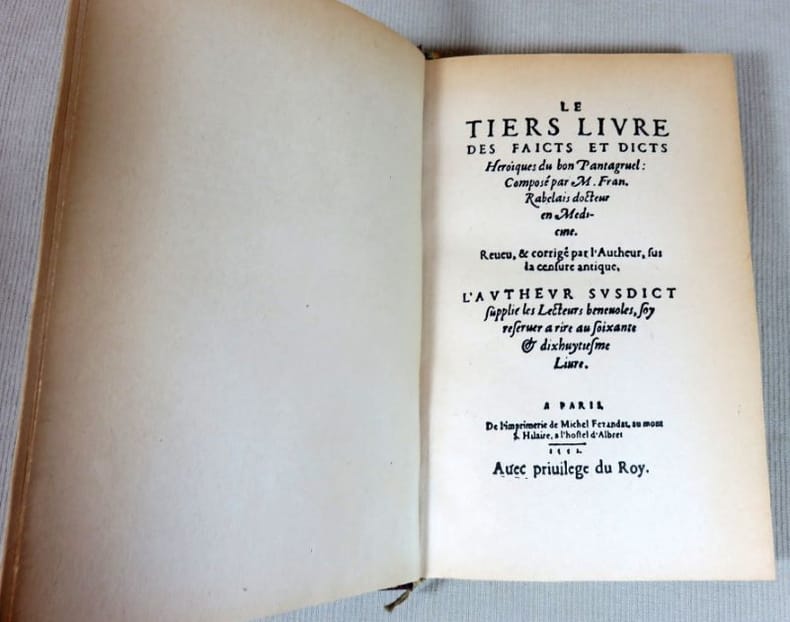 LE
TIERS LIVRE
DES FAICTS ET DICTS
Heroiques du bon Pantagruel:
Composé par M. Fran.
Rabelais docteur
en Medi-
cine.
Reueu, & corrigé par l'Autheur, sus
la censure antique.
L'AVTHEVR SVSDICT
supplie les Lecteurs beneuoles, soy
reseruer a rire au soixante
& dixhuytiesme
Liure.
A PARIS,
De l'imprimerie de Michel Fezandat, au mont
S. Hilaire, a l'hostel d'Albret
1552.
Auec priuilege du Roy.